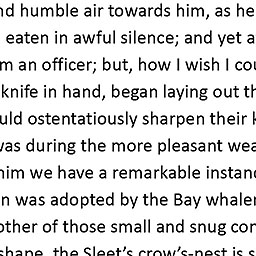 nd humble air towards him, as he
eaten in awful silence; and yet a
m an officer; but, how I wish I cou
knife in hand, began laying out th
uld ostentatiously sharpen their k
was during the more pleasant wea
him we have a remarkable instanc
n was adopted by the Bay whaler
other of those small and snug con
shape, the Sleet’s crow’s-nest is s